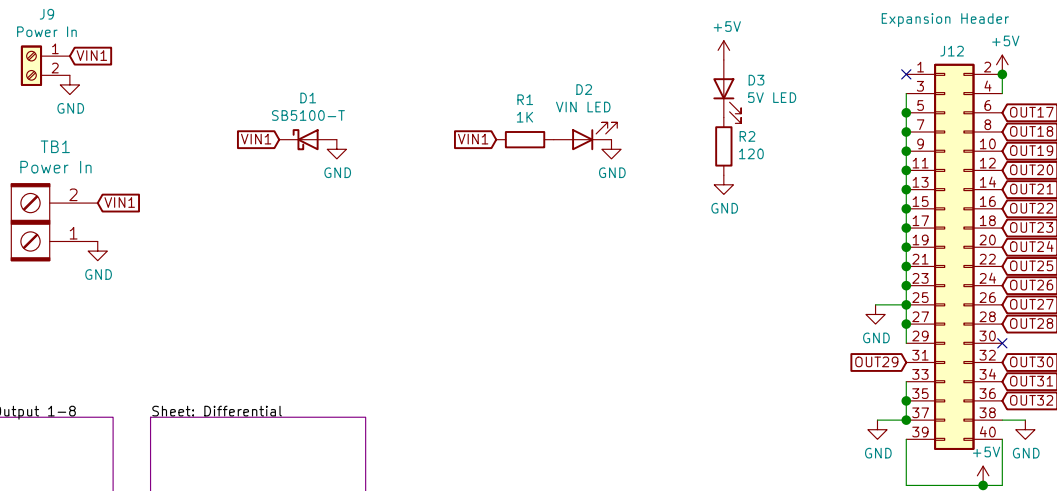 J9
Power In
1
VIN1
2
GND
TB1
Power In
2
VIN1
1
GND
D1
SB5100-T
VIN1
GND
R1
1K
D2
VIN LED
VIN1
GND
+5V
D3
5V LED
R2
120
GND
Expansion Header
J12
+5V
1 2
3 4
5 6 OUT17
7 8 OUT18
9 10 OUT19
11 12 OUT20
13 14 OUT21
15 16 OUT22
17 18 OUT23
19 20 OUT24
21 22 OUT25
23 24 OUT26
25 26 OUT27
27 28 OUT28
GND
29 30
OUT29 31 32 OUT30
33 34 OUT31
35 36 OUT32
37 38
39 40
GND
+5V
GND
Output 1-8
Sheet: Differential